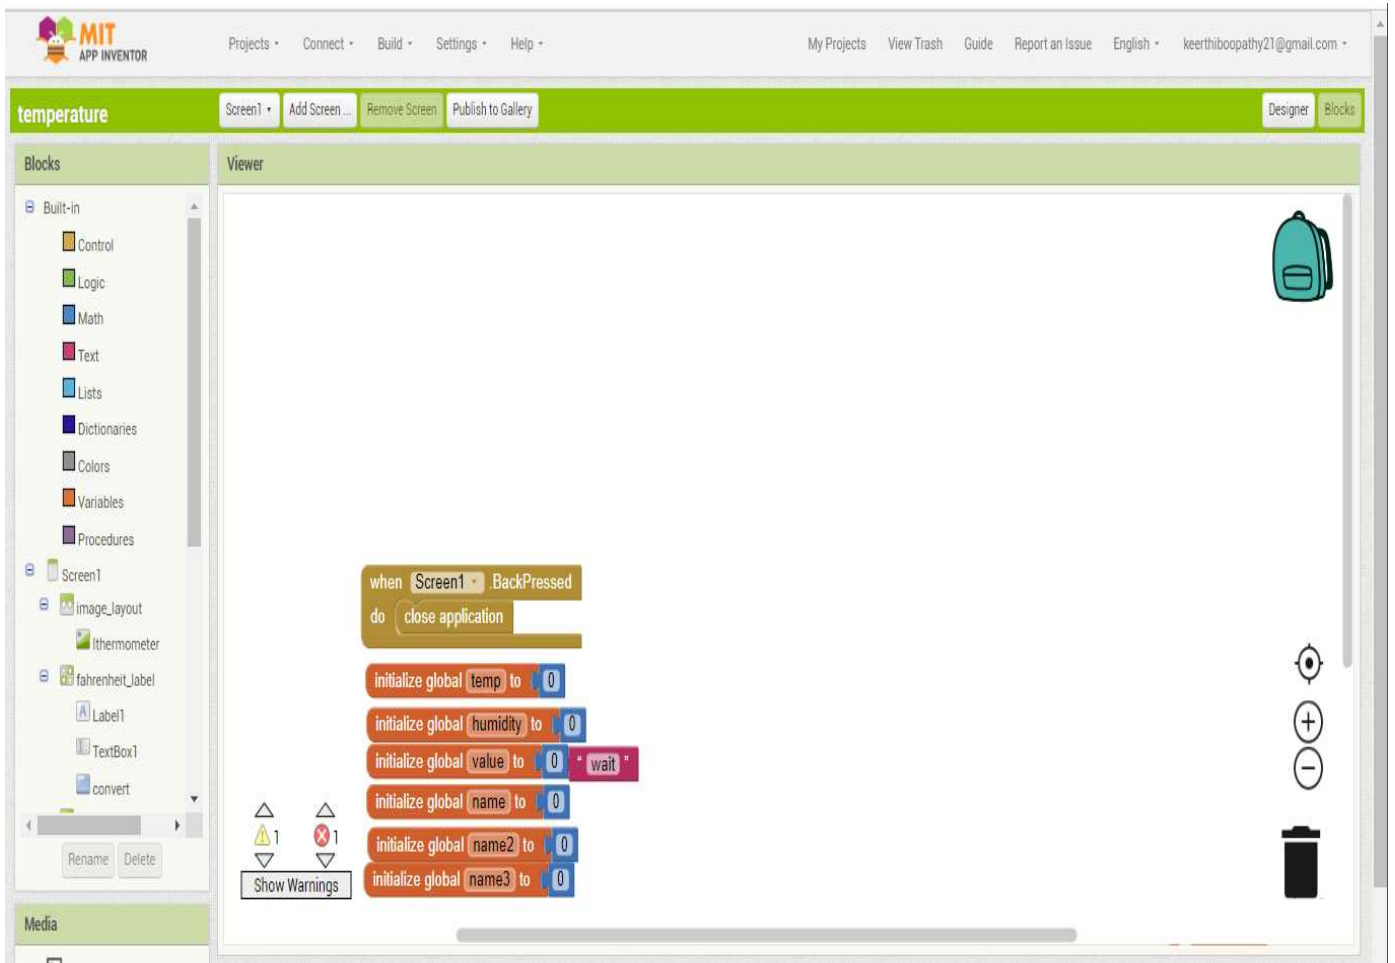 MIT
APP INVENTOR
Projects Connect Build Settings Help My Projects View Trash Guide Report an Issue English keerthiboopathy21@gmail.com
temperature Screen1 Add Screen ... Remove Screen Publish to Gallery Designer Blocks
Blocks Viewer
Built-in
Control
Logic
Math
Text
Lists
Dictionaries
Colors
Variables
Procedures
Screen1
image_layout
Ithermometer
fahrenheit_label
Label1
TextBox1
convert
Rename Delete
Media
when Screen1 .BackPressed
do close application
initialize global temp to 0
initialize global humidity to 0
initialize global value to 0 " wait "
initialize global name to 0
initialize global name2 to 0
initialize global name3 to 0
1 1
Show Warnings